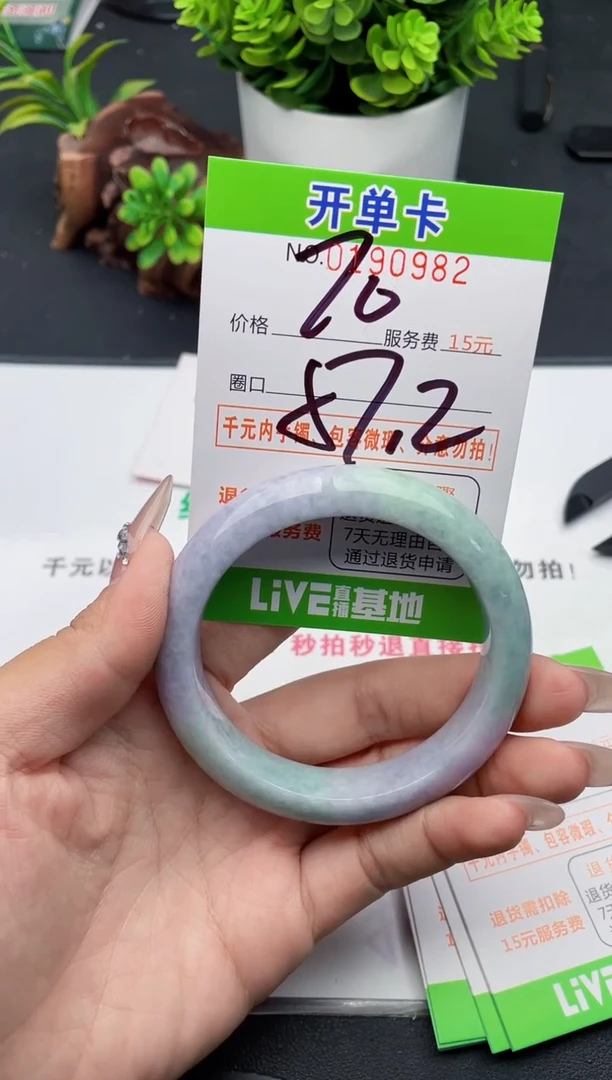 开单卡
NO.0190982
70
价格 服务费 15元
圈口 57.2
千元内手镯、包容微瑕、介意勿拍!
服务费
7天无理由
通过退货申请
LiVE直播基地
千元以 勿拍!
秒拍秒退直接
千元内手镯、包容微瑕、
退货需扣除
15元服务费
LiVE